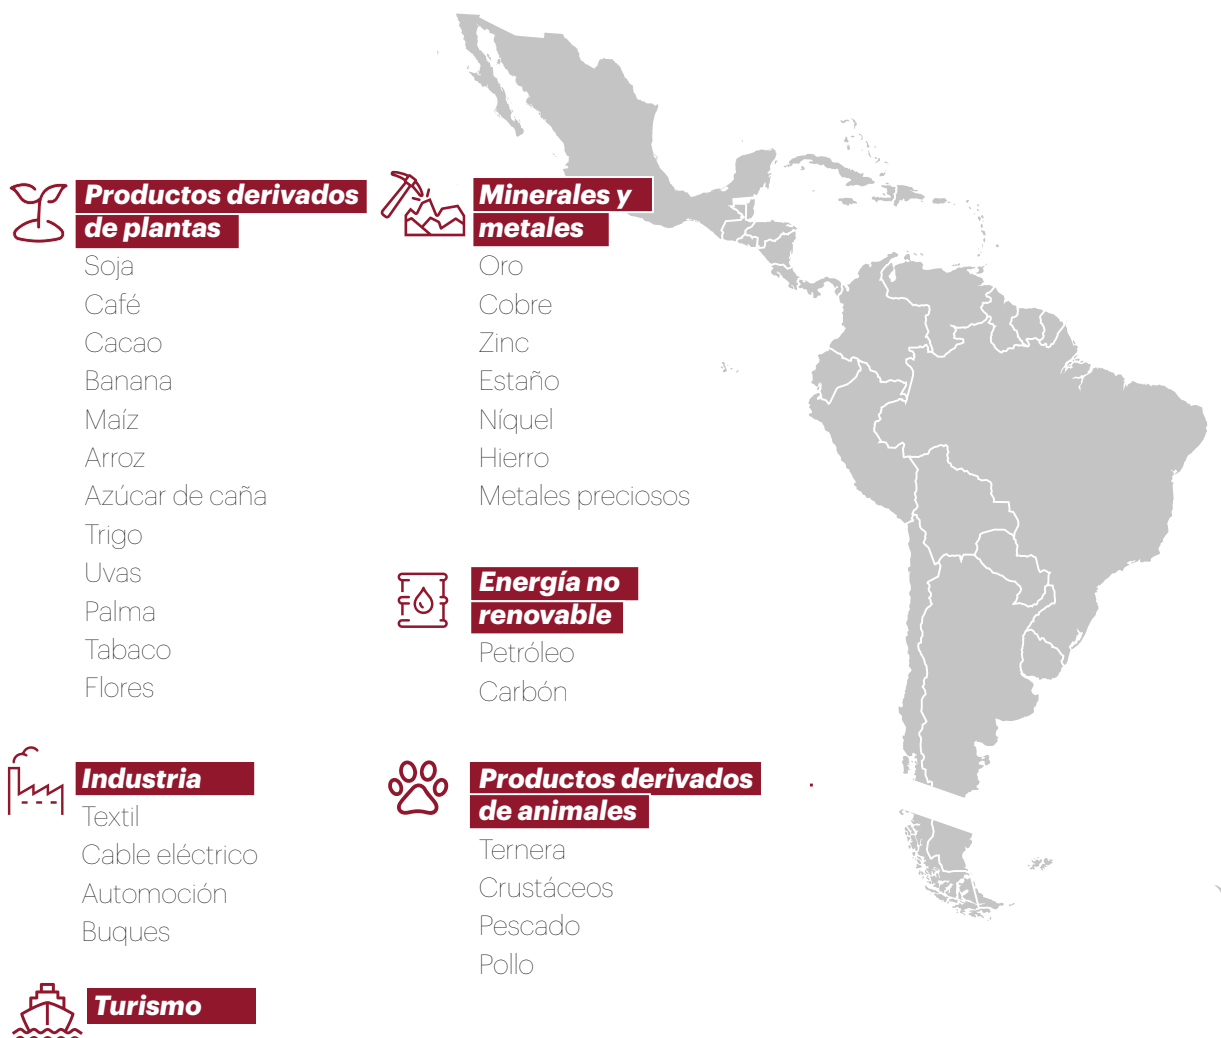 Productos derivados
de plantas
Soja
Café
Cacao
Banana
Maíz
Arroz
Azúcar de caña
Trigo
Uvas
Palma
Tabaco
Flores
Minerales y
metales
Oro
Cobre
Zinc
Estaño
Níquel
Hierro
Metales preciosos
Energía no
renovable
Petróleo
Carbón
Industria
Textil
Cable eléctrico
Automoción
Buques
Productos derivados
de animales
Ternera
Crustáceos
Pescado
Pollo
Turismo